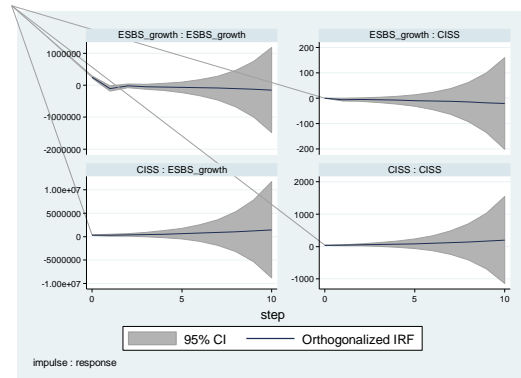 ESBS_growth : ESBS_growth
ESBS_growth : CISS
1000000
0
-1000000
-2000000
200
100
0
-100
-200
CISS : ESBS_growth
CISS : CISS
1.00e+07
5000000
0
-5000000
-1.00e+07
2000
1000
0
-1000
0 5 10
0 5 10
step
95% CI Orthogonalized IRF
impulse : response